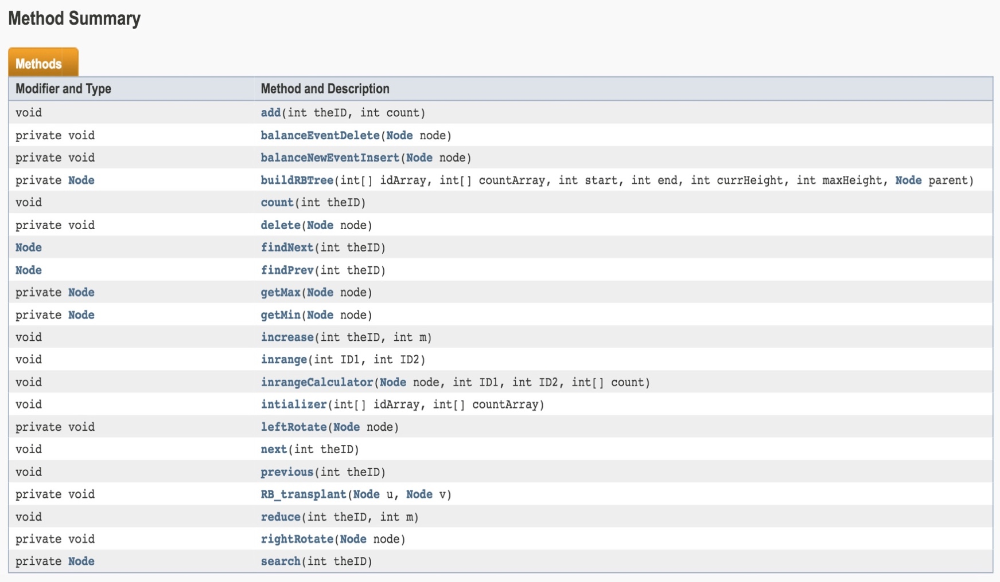 Method Summary
Methods
Modifier and Type Method and Description
void add(int theID, int count)
private void balanceEventDelete(Node node)
private void balanceNewEventInsert(Node node)
private Node buildRBTree(int[] idArray, int[] countArray, int start, int end, int currHeight, int maxHeight, Node parent)
void count(int theID)
private void delete(Node node)
Node findNext(int theID)
Node findPrev(int theID)
private Node getMax(Node node)
private Node getMin(Node node)
void increase(int theID, int m)
void inrange(int ID1, int ID2)
void inrangeCalculator(Node node, int ID1, int ID2, int[] count)
void intializer(int[] idArray, int[] countArray)
private void leftRotate(Node node)
void next(int theID)
void previous(int theID)
private void RB_transplant(Node u, Node v)
void reduce(int theID, int m)
private void rightRotate(Node node)
private Node search(int theID)